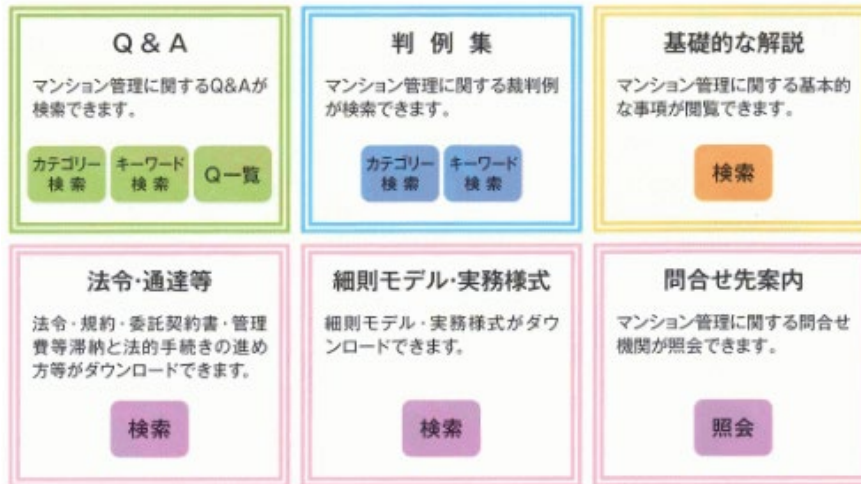 Q & A
マンション管理に関するQ&Aが
検索できます。
カテゴリー
検 索
キーワード
検 索
Q一覧
判 例 集
マンション管理に関する裁判例
が検索できます。
カテゴリー
検 索
キーワード
検 索
基礎的な解説
マンション管理に関する基本的
な事項が閲覧できます。
検索
法令・通達等
法令・規約・委託契約書・管理
費等滞納と法的手続きの進め
方等がダウンロードできます。
検索
細則モデル・実務様式
細則モデル・実務様式がダウ
ンロードできます。
検索
問合せ先案内
マンション管理に関する問合せ
機関が照会できます。
照会